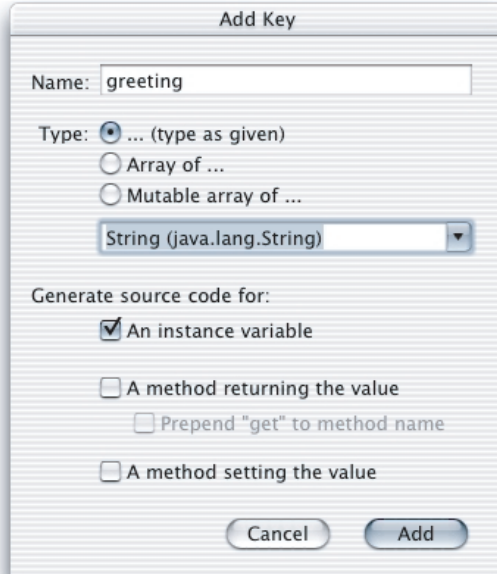 Add Key
Name: greeting
Type: ... (type as given)
Array of ...
Mutable array of ...
String (java.lang.String)
Generate source code for:
An instance variable
A method returning the value
Prepend "get" to method name
A method setting the value
Cancel Add